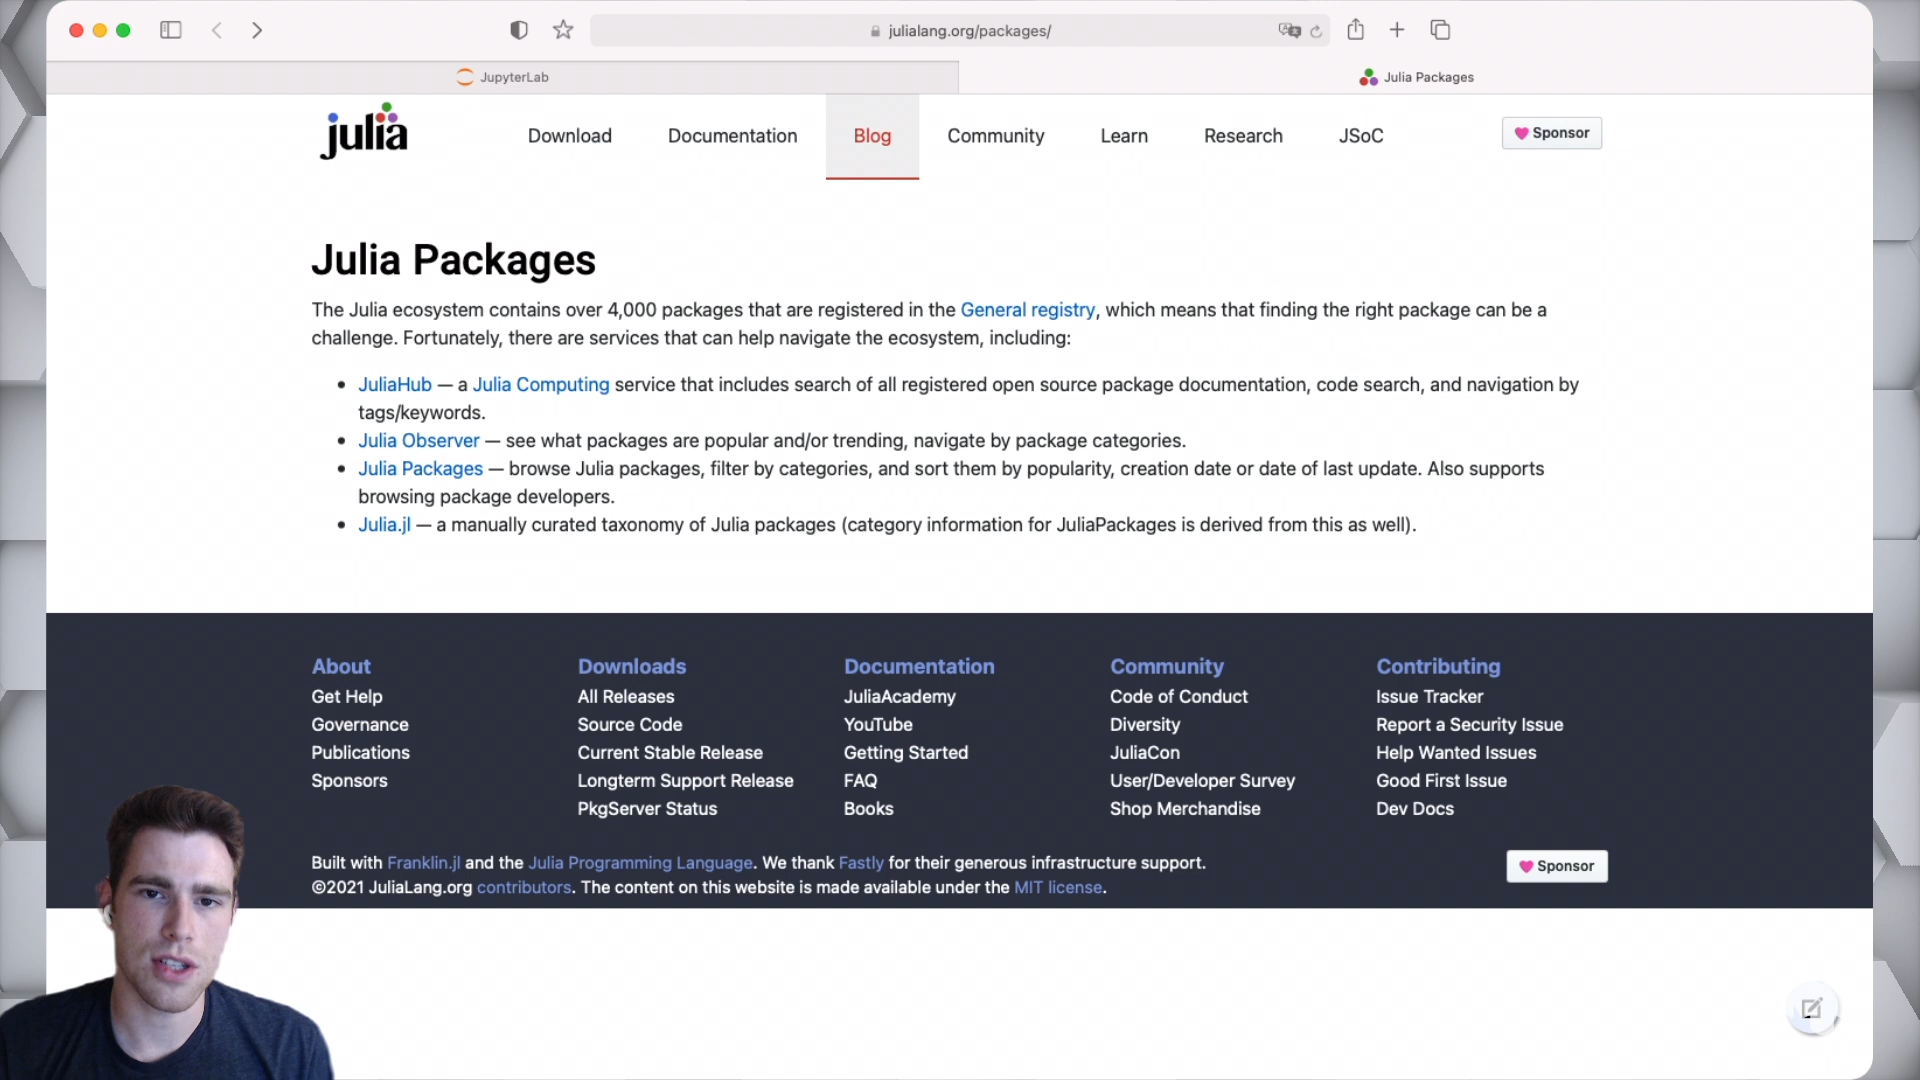 julialang.org/packages/
JupyterLab
Julia Packages
julia
Download
Documentation
Blog
Community
Learn
Research
JSoC
Sponsor
Julia Packages
The Julia ecosystem contains over 4,000 packages that are registered in the General registry, which means that finding the right package can be a
challenge. Fortunately, there are services that can help navigate the ecosystem, including:
• JuliaHub — a Julia Computing service that includes search of all registered open source package documentation, code search, and navigation by
tags/keywords.
• Julia Observer — see what packages are popular and/or trending, navigate by package categories.
• Julia Packages — browse Julia packages, filter by categories, and sort them by popularity, creation date or date of last update. Also supports
browsing package developers.
• Julia.jl — a manually curated taxonomy of Julia packages (category information for JuliaPackages is derived from this as well).
About
Get Help
Governance
Publications
Sponsors
Downloads
All Releases
Source Code
Current Stable Release
Longterm Support Release
PkgServer Status
Documentation
JuliaAcademy
YouTube
Getting Started
FAQ
Books
Community
Code of Conduct
Diversity
JuliaCon
User/Developer Survey
Shop Merchandise
Contributing
Issue Tracker
Report a Security Issue
Help Wanted Issues
Good First Issue
Dev Docs
Built with Franklin.jl and the Julia Programming Language. We thank Fastly for their generous infrastructure support.
©2021 JuliaLang.org contributors. The content on this website is made available under the MIT license.
Sponsor